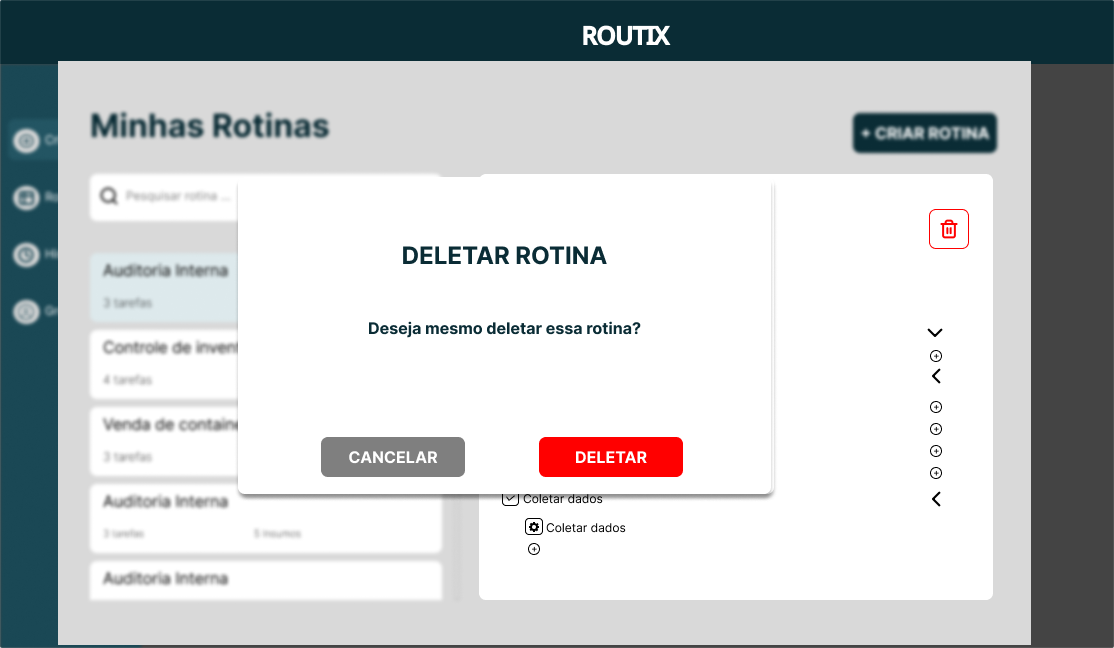 ROUTIX
Minhas Rotinas
+ CRIAR ROTINA
Pesquisar rotina ...
Auditoria Interna
3 tarefas
Controle de invent
4 tarefas
Venda de containe
3 tarefas
Auditoria Interna
3 tarefas
5 insumos
Auditoria Interna
DELETAR ROTINA
Deseja mesmo deletar essa rotina?
CANCELAR
DELETAR
Coletar dados
Coletar dados